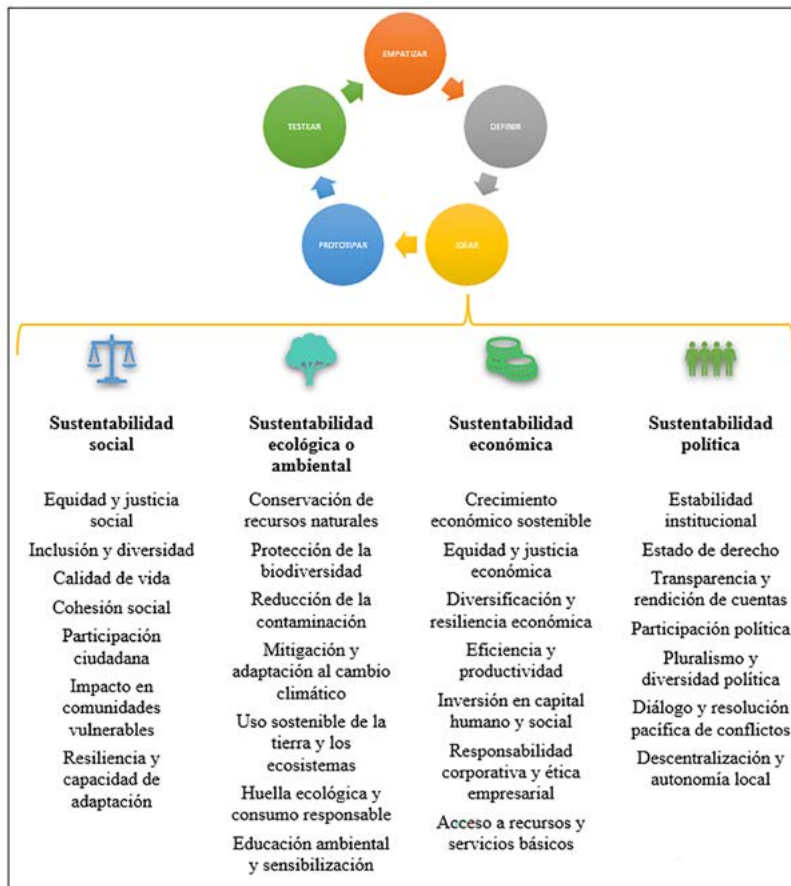 EMPATIZAR
DEFINIR
IDEAR
PROTOTIPAR
TESTEAR
Sustentabilidad
social
Equidad y justicia
social
Inclusión y diversidad
Calidad de vida
Cohesión social
Participación
ciudadana
Impacto en
comunidades
vulnerables
Resiliencia y
capacidad de
adaptación
Sustentabilidad
ecológica o
ambiental
Conservación de
recursos naturales
Protección de la
biodiversidad
Reducción de la
contaminación
Mitigación y
adaptación al cambio
climático
Uso sostenible de la
tierra y los
ecosistemas
Huella ecológica y
consumo responsable
Educación ambiental
y sensibilización
Sustentabilidad
económica
Crecimiento
económico sostenible
Equidad y justicia
económica
Diversificación y
resiliencia económica
Eficiencia y
productividad
Inversión en capital
humano y social
Responsabilidad
corporativa y ética
empresarial
Acceso a recursos y
servicios básicos
Sustentabilidad
política
Estabilidad
institucional
Estado de derecho
Transparencia y
rendición de cuentas
Participación política
Pluralismo y
diversidad política
Diálogo y resolución
pacífica de conflictos
Descentralización y
autonomía local